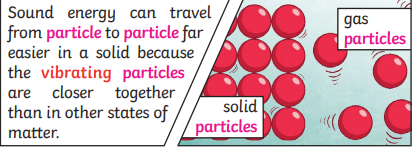 Sound energy can travel
from particle to particle far
easier in a solid because
the vibrating particles
are closer together
than in other states of
matter.
solid
particles
gas
particles